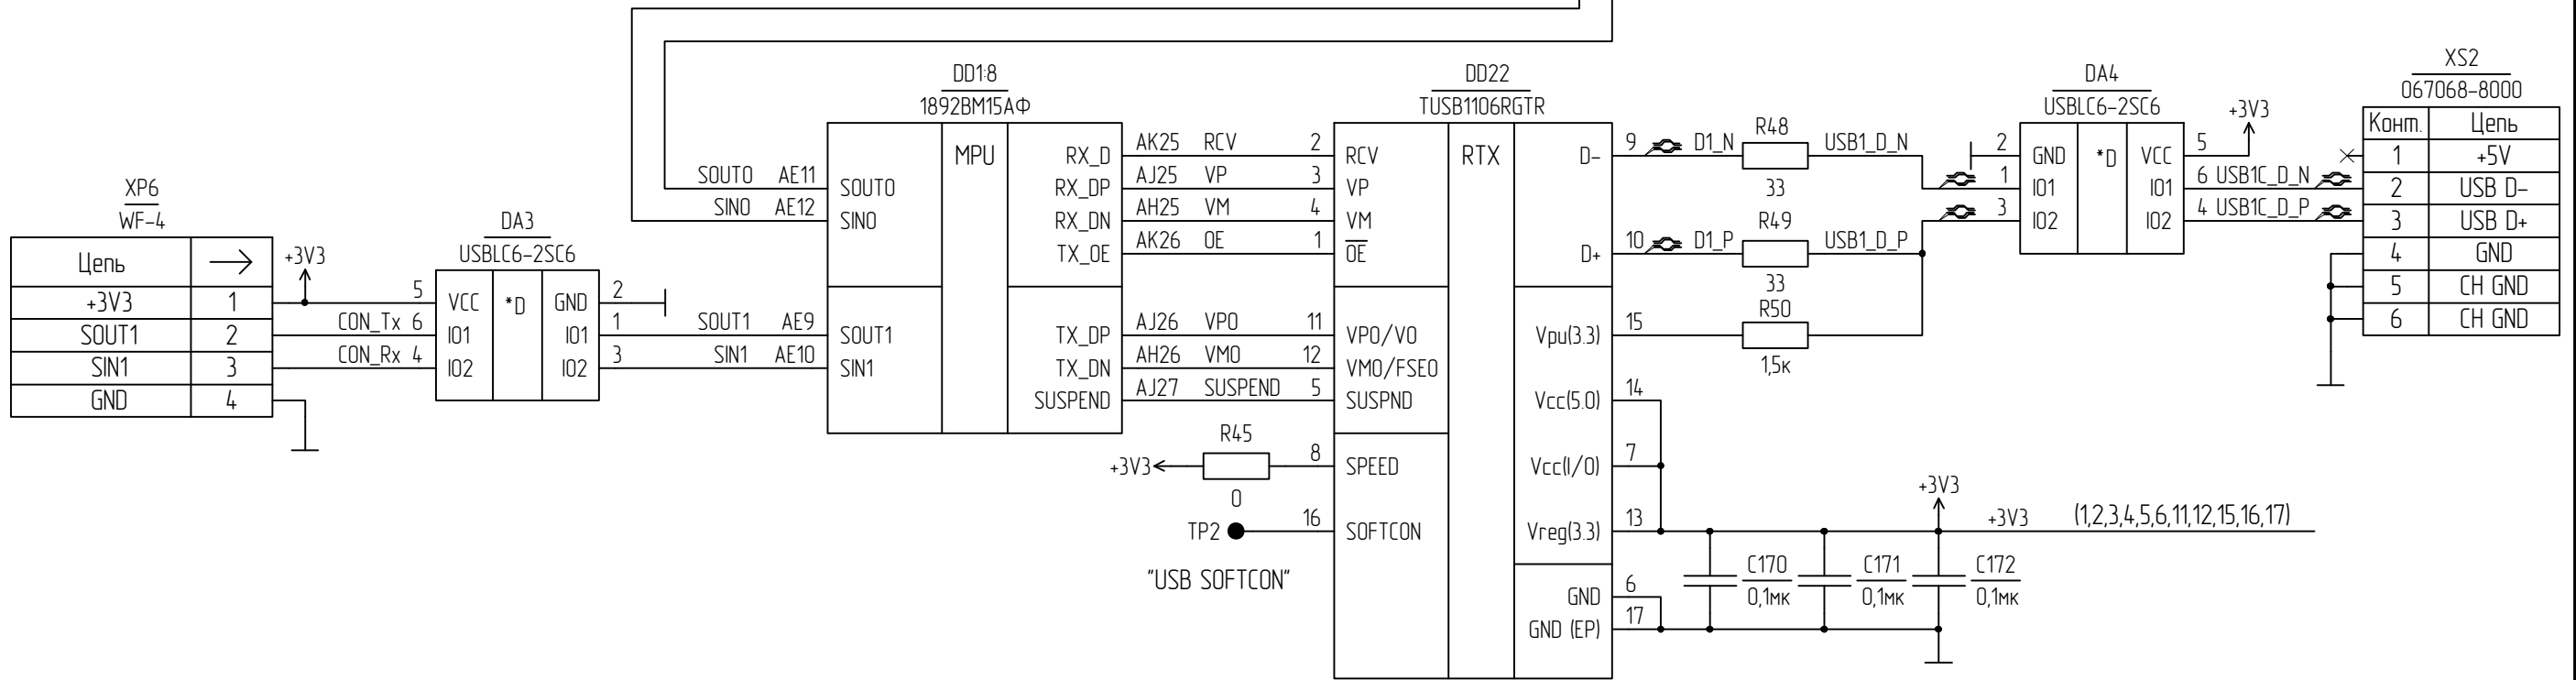 XP6
WF-4
Цепь
+3V3 1
SOUT1 2
SIN1 3
GND 4
+3V3
CON_Tx
CON_Rx
DA3
USBLC6-2SC6
5 VCC *D GND 2
6 IO1 IO1 1
4 IO2 IO2 3
DD1:8
1892ВМ15АФ
MPU
SOUT0 AE11 SOUT0
SIN0 AE12 SIN0
SOUT1 AE9 SOUT1
SIN1 AE10 SIN1
RX_D AK25 RCV
RX_DP AJ25 VP
RX_DN AH25 VM
TX_OE AK26 OE
TX_DP AJ26 VPO
TX_DN AH26 VMO
SUSPEND AJ27 SUSPEND
+3V3
R45
0
TP2
"USB SOFTCON"
DD22
TUSB1106RGTR
RTX
2 RCV
3 VP
4 VM
1 OE
11 VPO/VO
12 VMO/FSEO
5 SUSPND
8 SPEED
16 SOFTCON
D- 9 D1_N
D+ 10 D1_P
Vpu(3.3) 15
Vcc(5.0) 14
Vcc(I/O) 7
Vreg(3.3) 13
GND 6
GND (EP) 17
R48
33
USB1_D_N
R49
33
USB1_D_P
R50
1,5к
C170
0,1мк
C171
0,1мк
C172
0,1мк
+3V3
+3V3 (1,2,3,4,5,6,11,12,15,16,17)
DA4
USBLC6-2SC6
2 GND *D VCC 5
1 IO1 IO1 6 USB1C_D_N
3 IO2 IO2 4 USB1C_D_P
+3V3
XS2
067068-8000
Конт. Цепь
1 +5V
2 USB D-
3 USB D+
4 GND
5 CH GND
6 CH GND